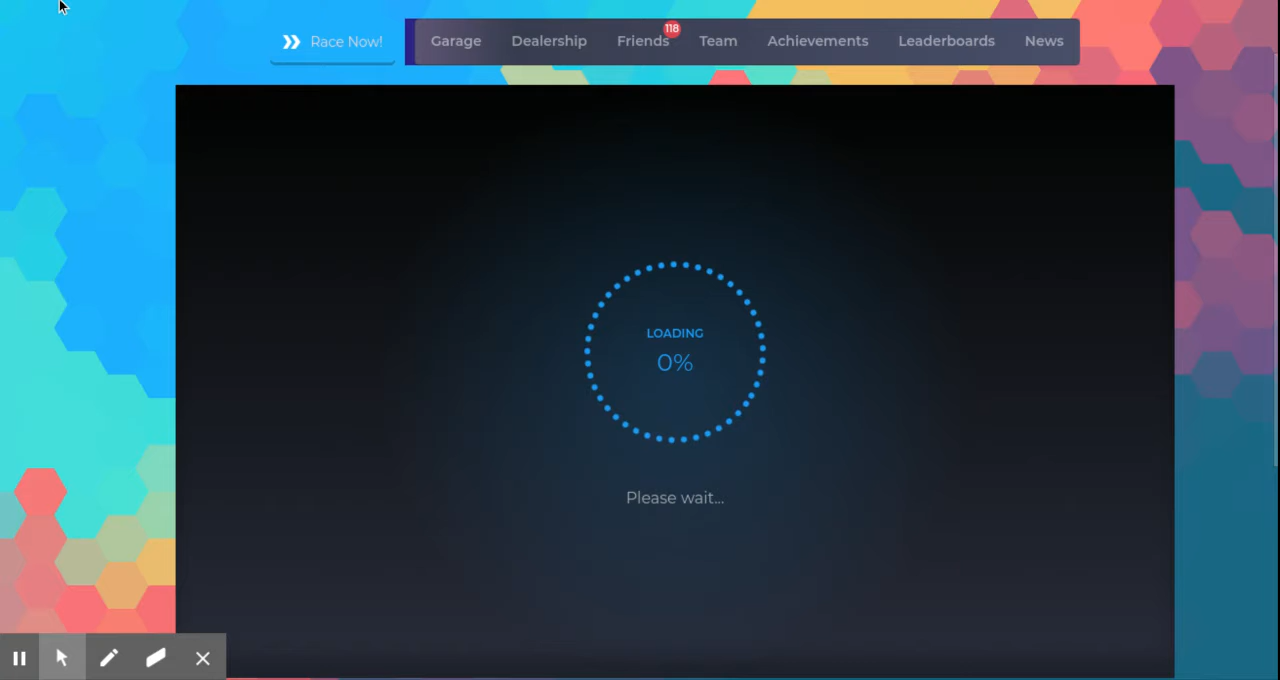 Race Now!
Garage Dealership Friends 118 Team Achievements Leaderboards News
LOADING
0%
Please wait...